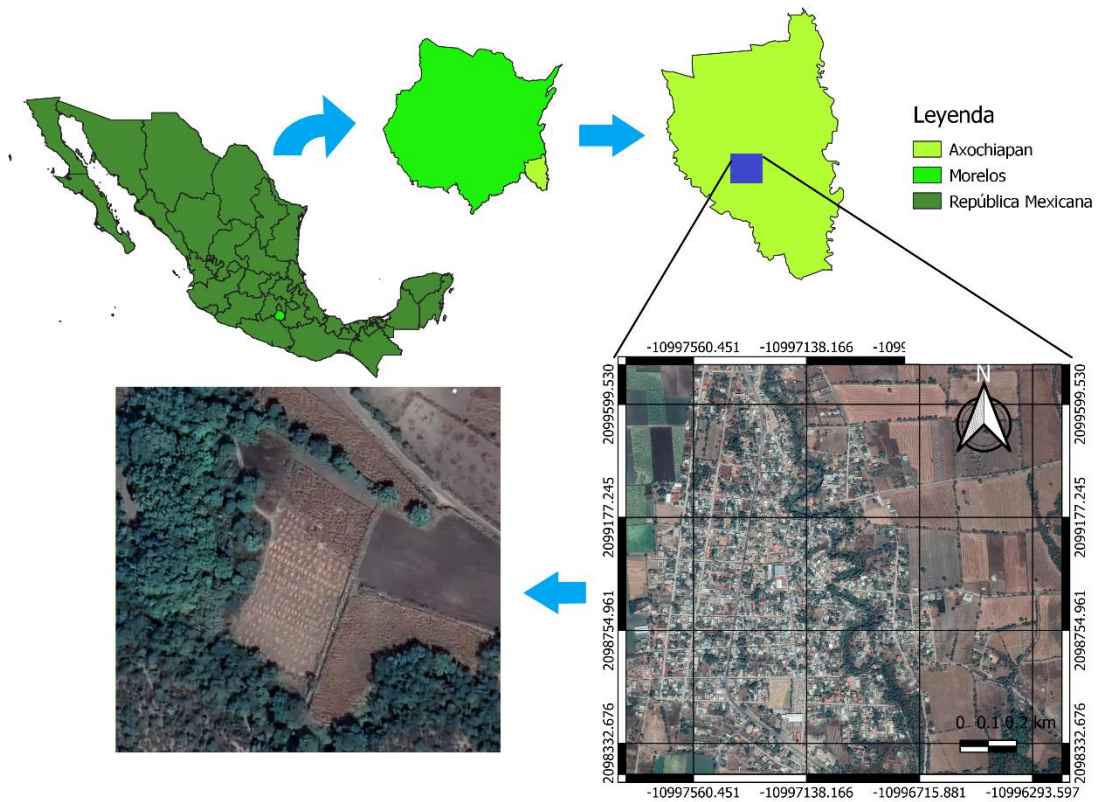 Leyenda
Axochiapan
Morelos
República Mexicana
-10997560.451 -10997138.166 -1099
2099599.530 2099599.530
N
2099177.245 2099177.245
2098754.961 2098754.961
0 0.1 0.2 km
2098332.676 2098332.676
-10997560.451 -10997138.166 -10996715.881 -10996293.597